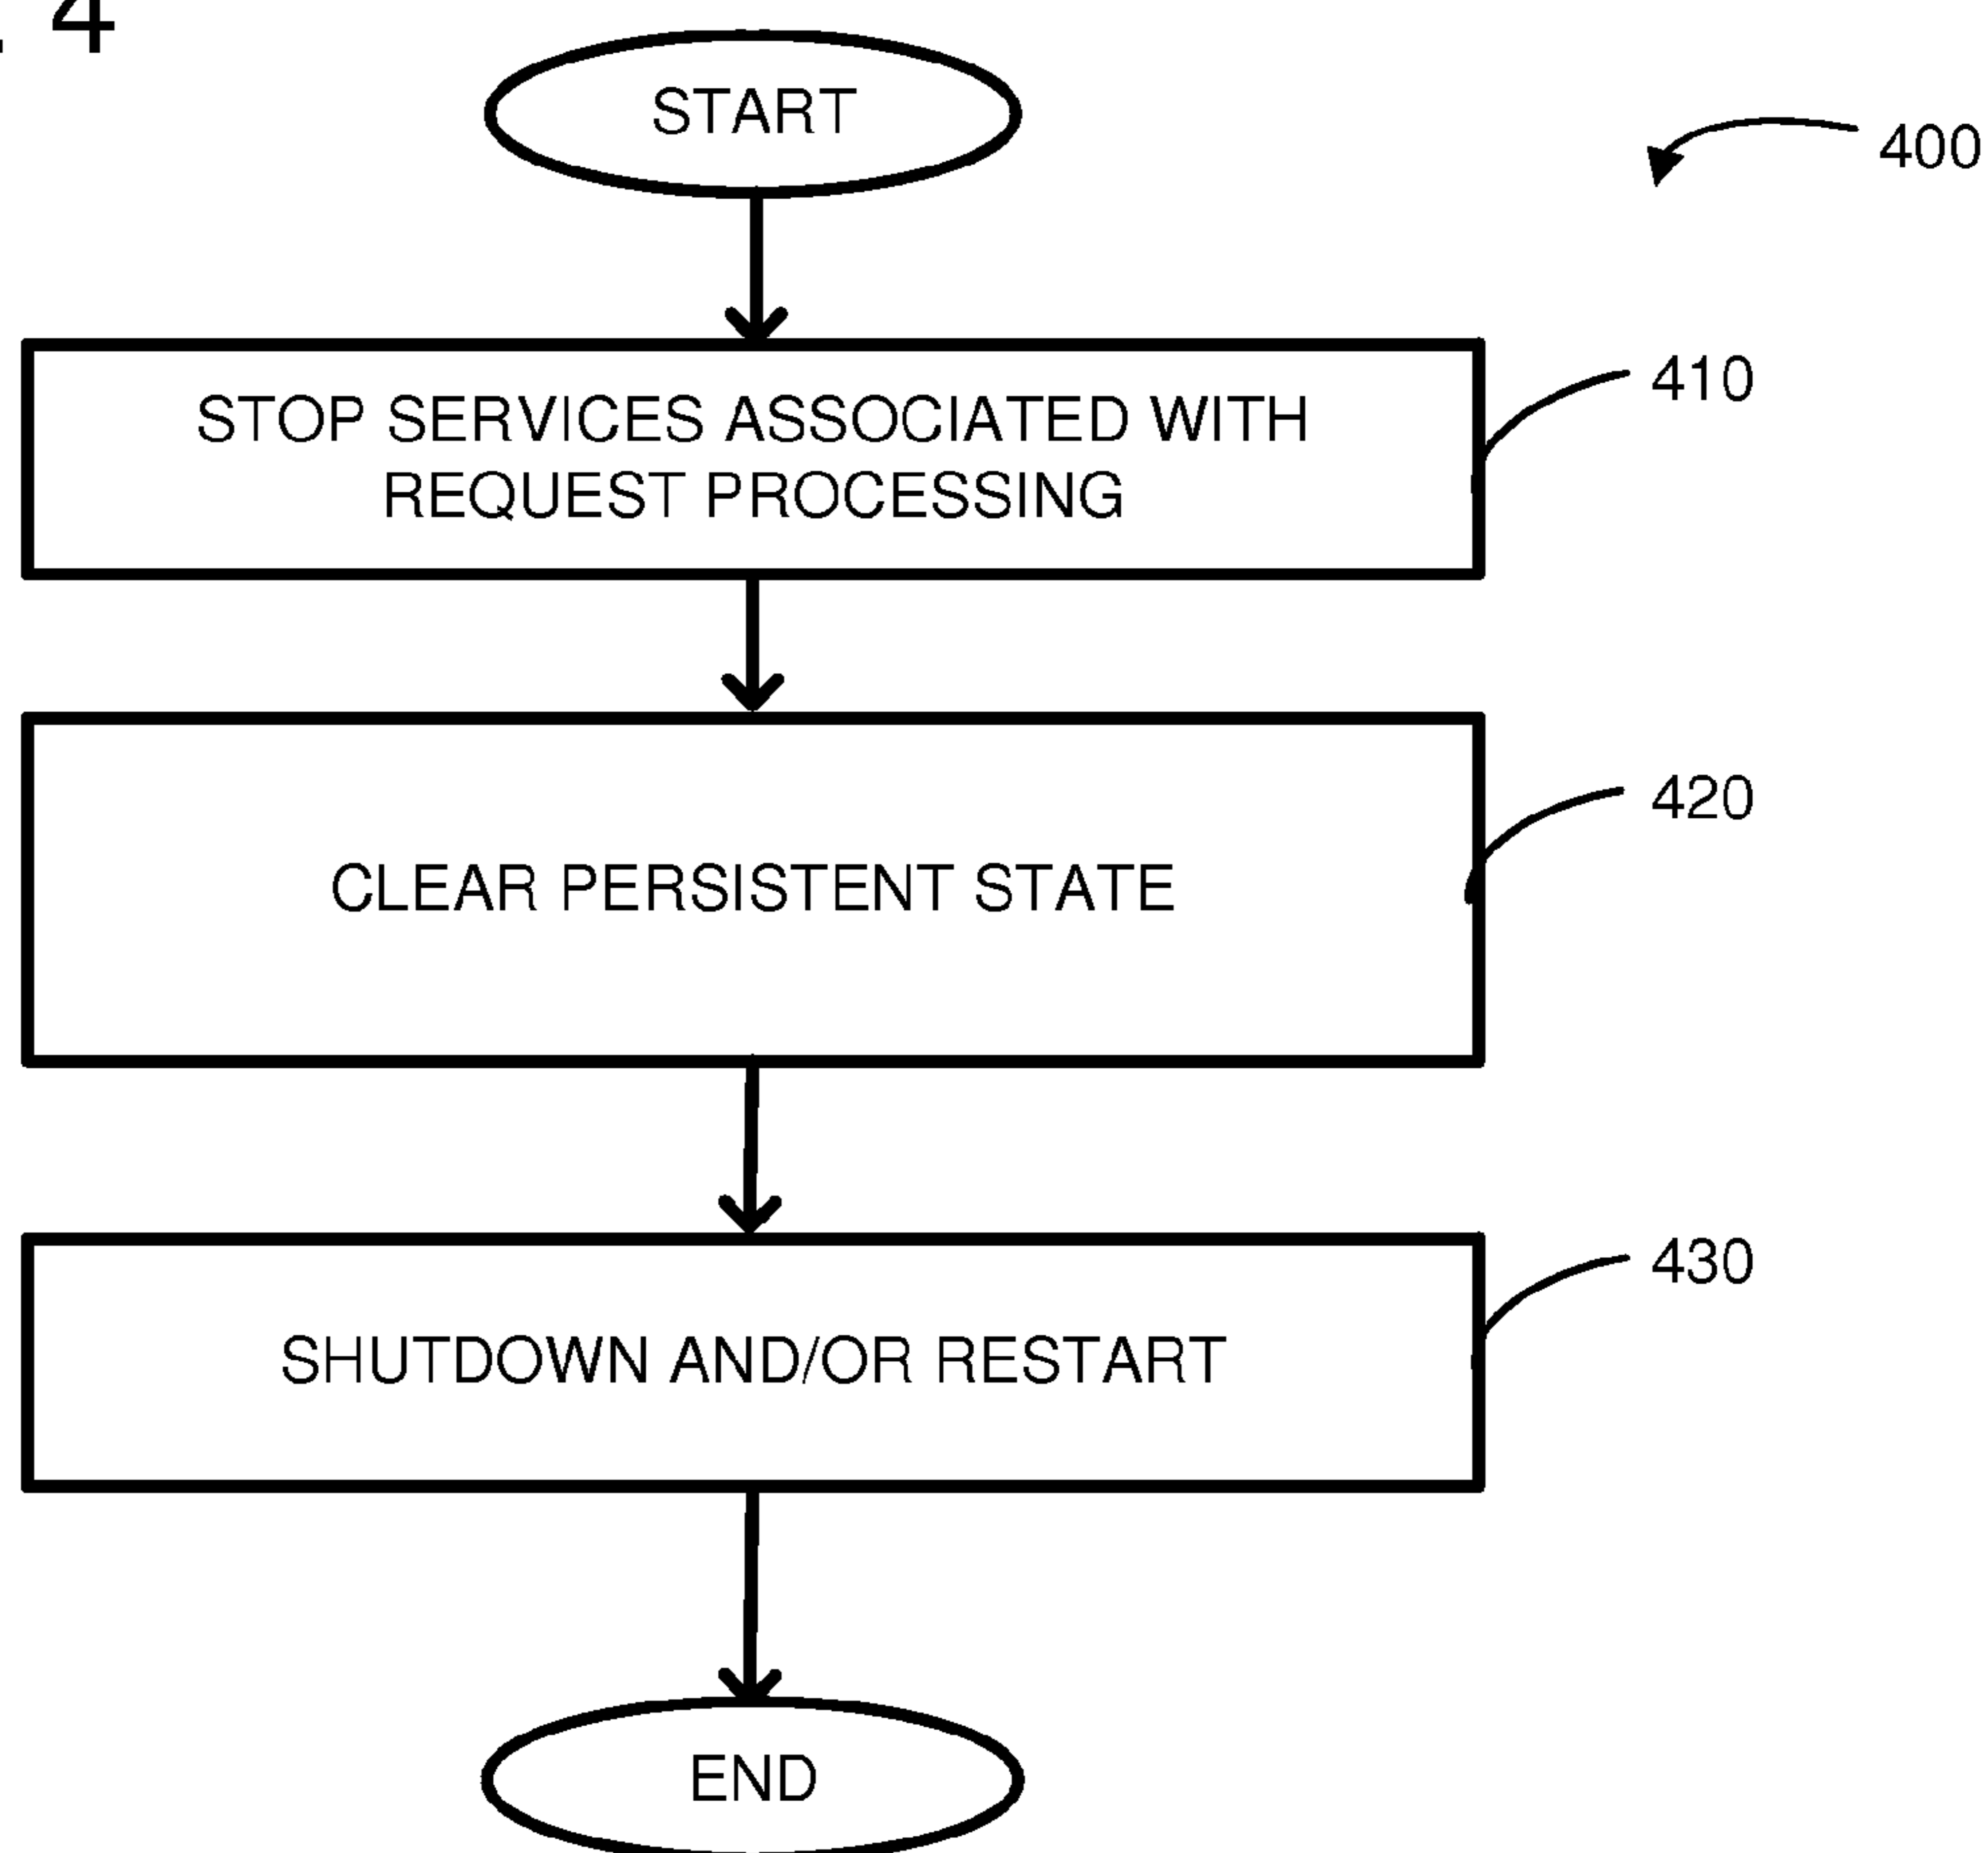 . 4
START
400
STOP SERVICES ASSOCIATED WITH
REQUEST PROCESSING
410
CLEAR PERSISTENT STATE
420
SHUTDOWN AND/OR RESTART
430
END